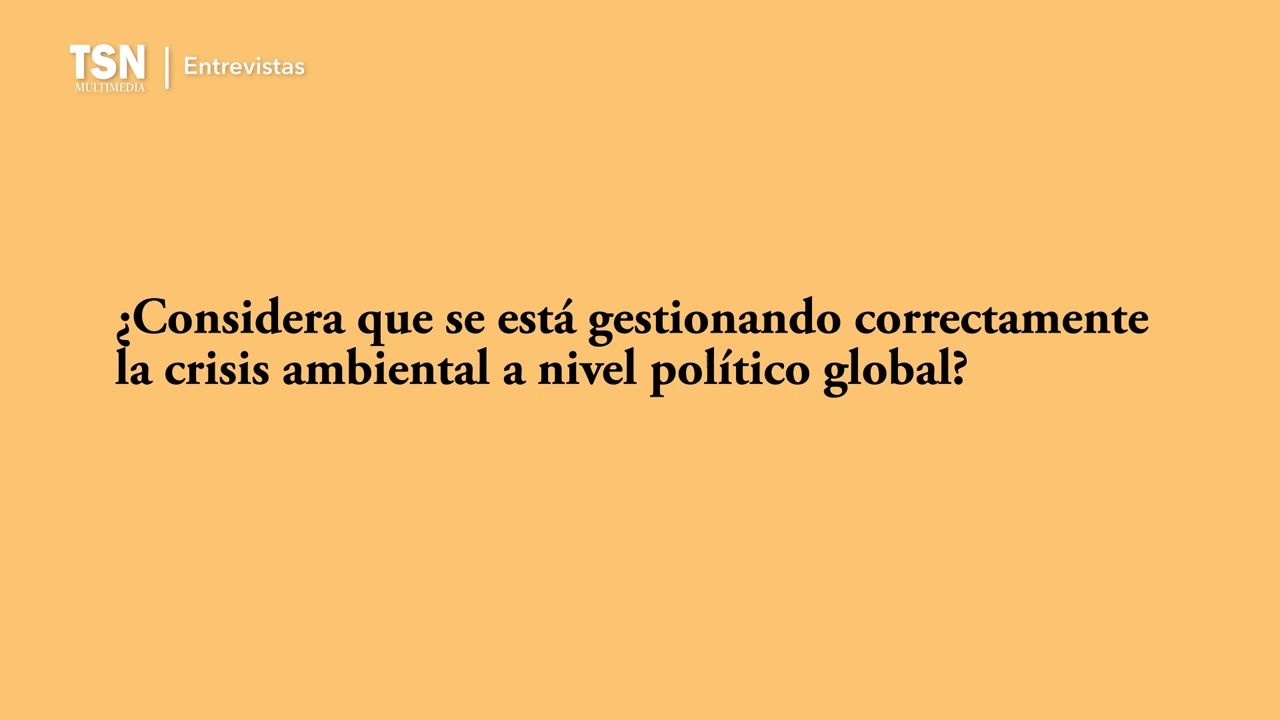 TSN
MULTIMEDIA
Entrevistas
¿Considera que se está gestionando correctamente
la crisis ambiental a nivel político global?